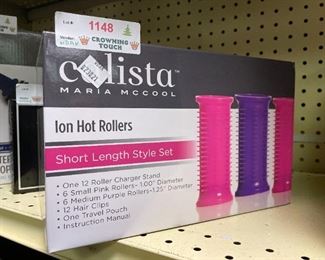 Lot#
1148
CROWNING
TOUCH
calista™
MARIA MCCOOL
Ion Hot Rollers
Short Length Style Set
• One 12 Roller Charger Stand
• 6 Small Pink Rollers- 1.00" Diameter
• 6 Medium Purple Rollers-1.25" Diameter
• 12 Hair Clips
• One Travel Pouch
• Instruction Manual